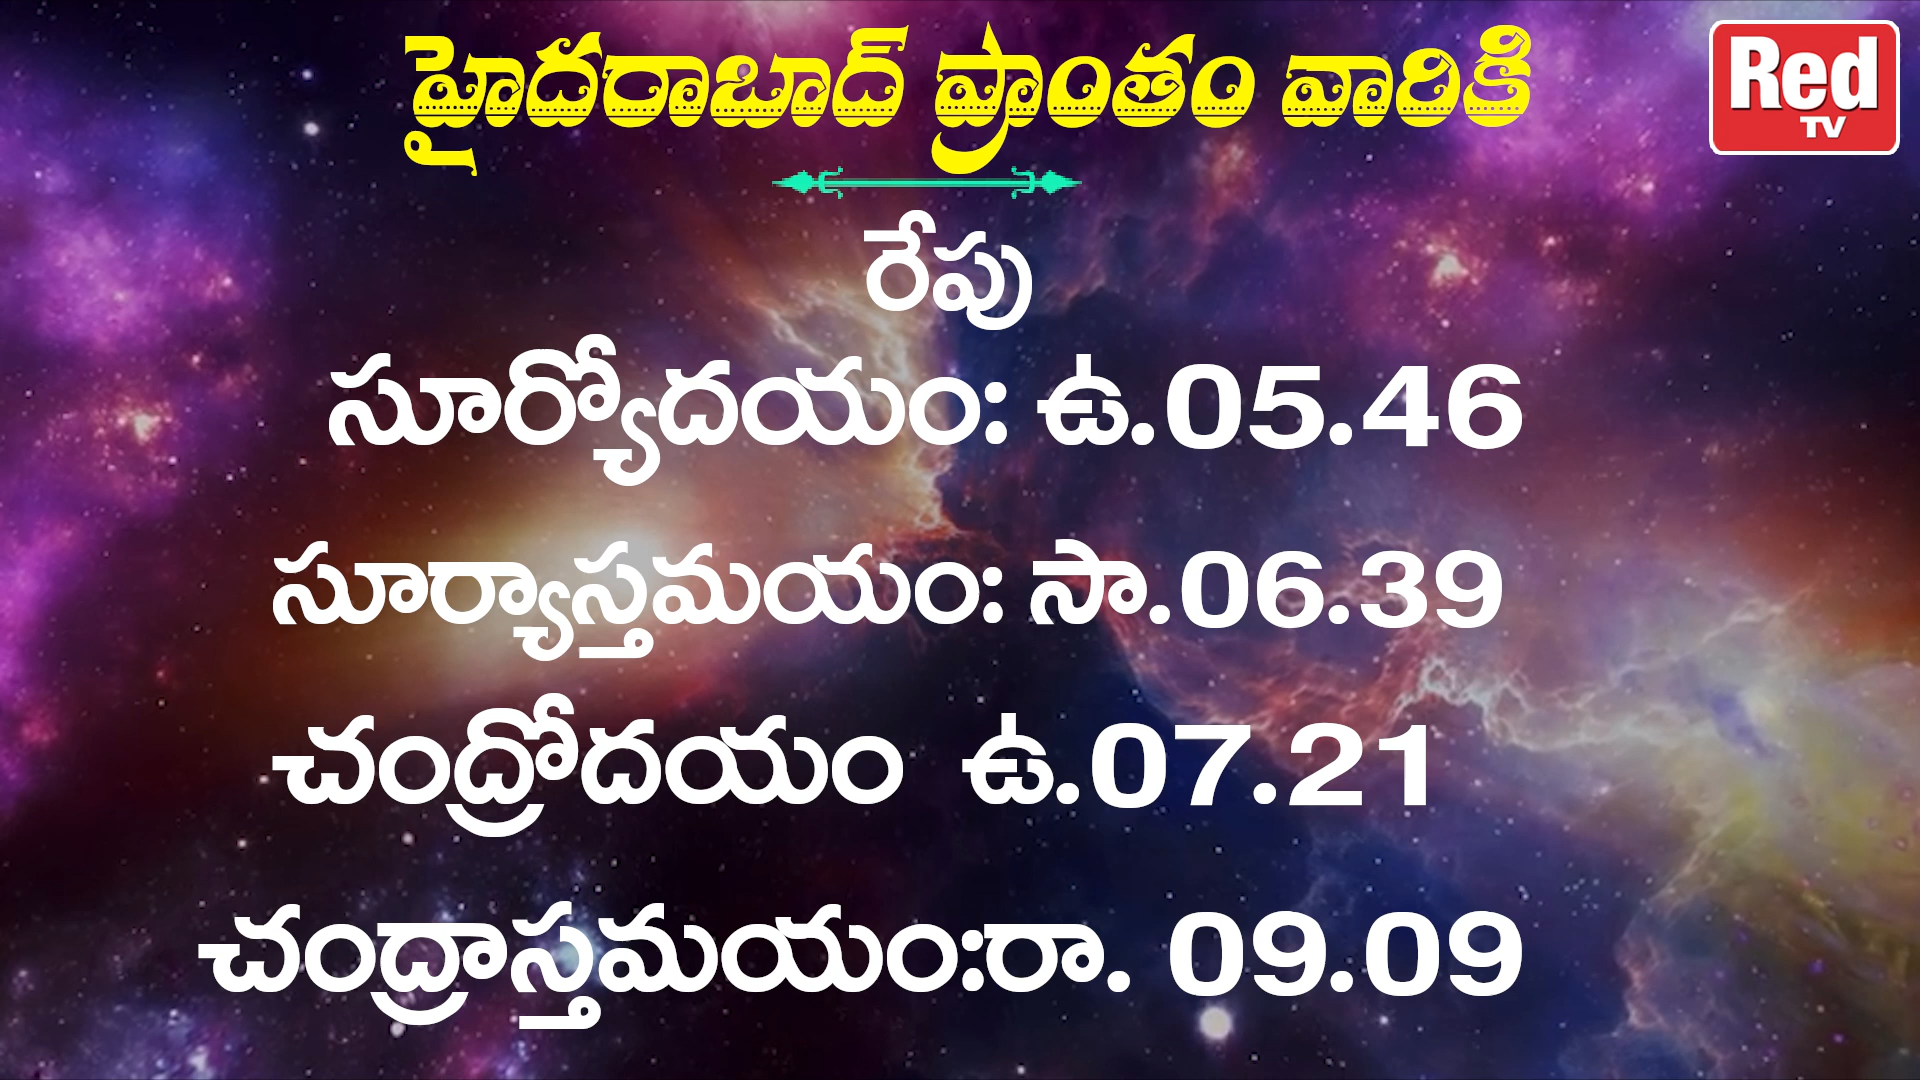 హైదరాబాద్ ప్రాంతం వారికి
Red
TV
రేపు
సూర్యోదయం: ఉ.05.46
సూర్యాస్తమయం: సా.06.39
చంద్రోదయం ఉ.07.21
చంద్రాస్తమయం:రా. 09.09